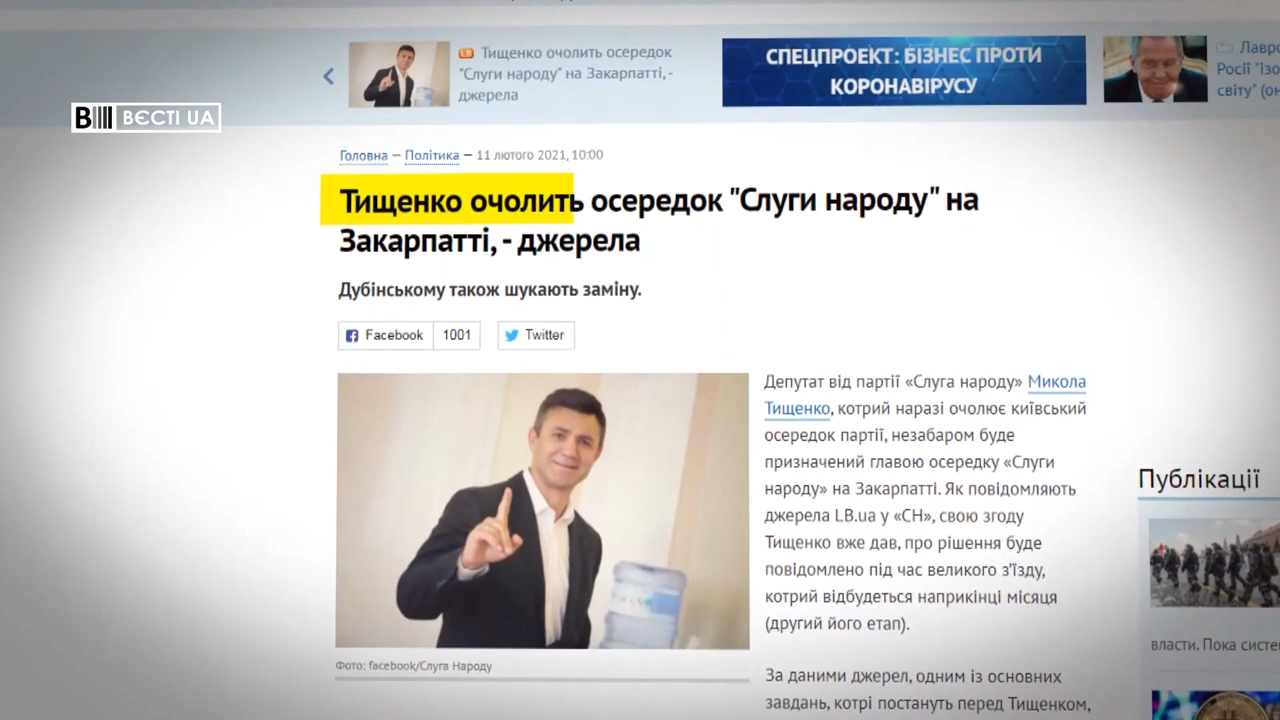 LB Тищенко очолить осередок
"Слуги народу" на Закарпатті, -
джерела
СПЕЦПРОЕКТ: БІЗНЕС ПРОТИ
КОРОНАВІРУСУ
Лавро
Росії "ізо
світу" (он
В ВЄСТІ UA
Головна — Політика — 11 лютого 2021, 10:00
Тищенко очолить осередок "Слуги народу" на
Закарпатті, - джерела
Дубінському також шукають заміну.
Facebook 1001 Twitter
Депутат від партії «Слуга народу» Микола
Тищенко, котрий наразі очолює київський
осередок партії, незабаром буде
призначений главою осередку «Слуги
народу» на Закарпатті. Як повідомляють
джерела LB.ua у «СН», свою згоду
Тищенко вже дав, про рішення буде
повідомлено під час великого з'їзду,
котрий відбудеться наприкінці місяця
(другий його етап).
За даними джерел, одним із основних
завдань, котрі постануть перед Тищенком,
Фото: facebook/Слуга Народу
Публікації
власти. Пока систе